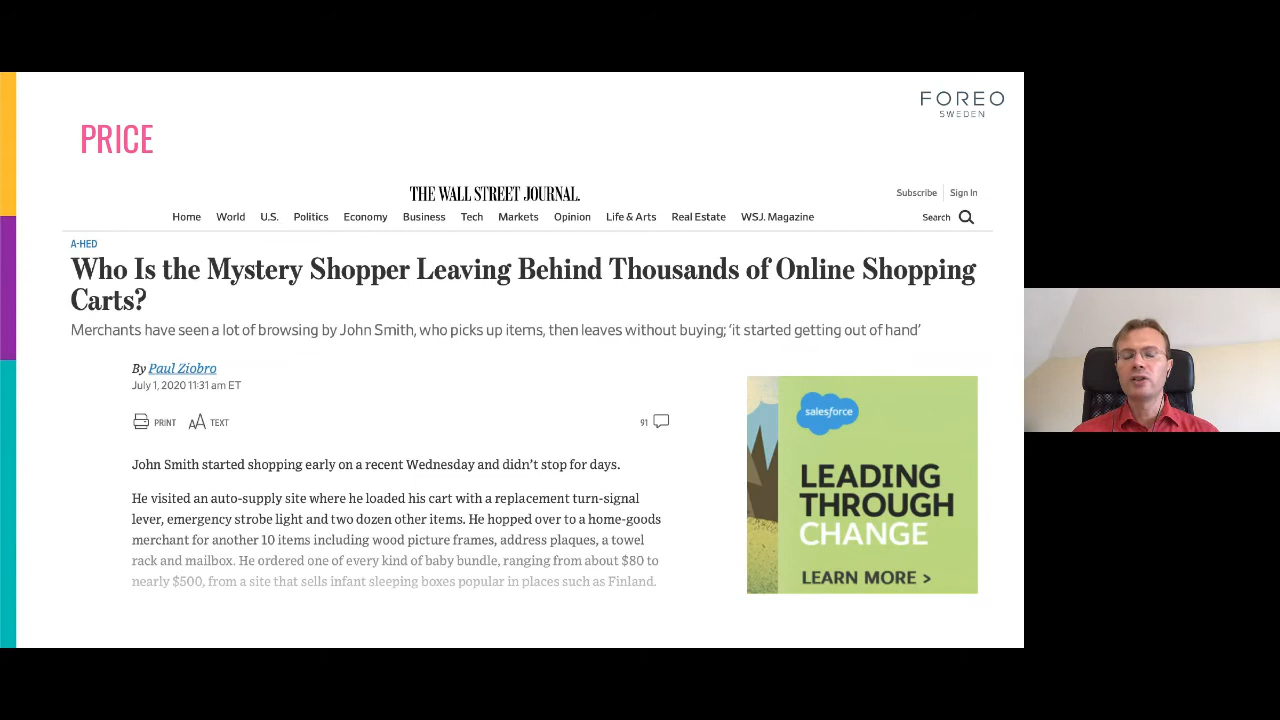 FOREO
SWEDEN
PRICE
THE WALL STREET JOURNAL.
Subscribe Sign In
Home World U.S. Politics Economy Business Tech Markets Opinion Life & Arts Real Estate WSJ. Magazine Search
A-HED
Who Is the Mystery Shopper Leaving Behind Thousands of Online Shopping
Carts?
Merchants have seen a lot of browsing by John Smith, who picks up items, then leaves without buying; ‘it started getting out of hand’
By Paul Ziobro
July 1, 2020 11:31 am ET
PRINT AA TEXT
91
John Smith started shopping early on a recent Wednesday and didn’t stop for days.
He visited an auto-supply site where he loaded his cart with a replacement turn-signal
lever, emergency strobe light and two dozen other items. He hopped over to a home-goods
merchant for another 10 items including wood picture frames, address plaques, a towel
rack and mailbox. He ordered one of every kind of baby bundle, ranging from about $80 to
nearly $500, from a site that sells infant sleeping boxes popular in places such as Finland.
salesforce
LEADING
THROUGH
CHANGE
LEARN MORE >